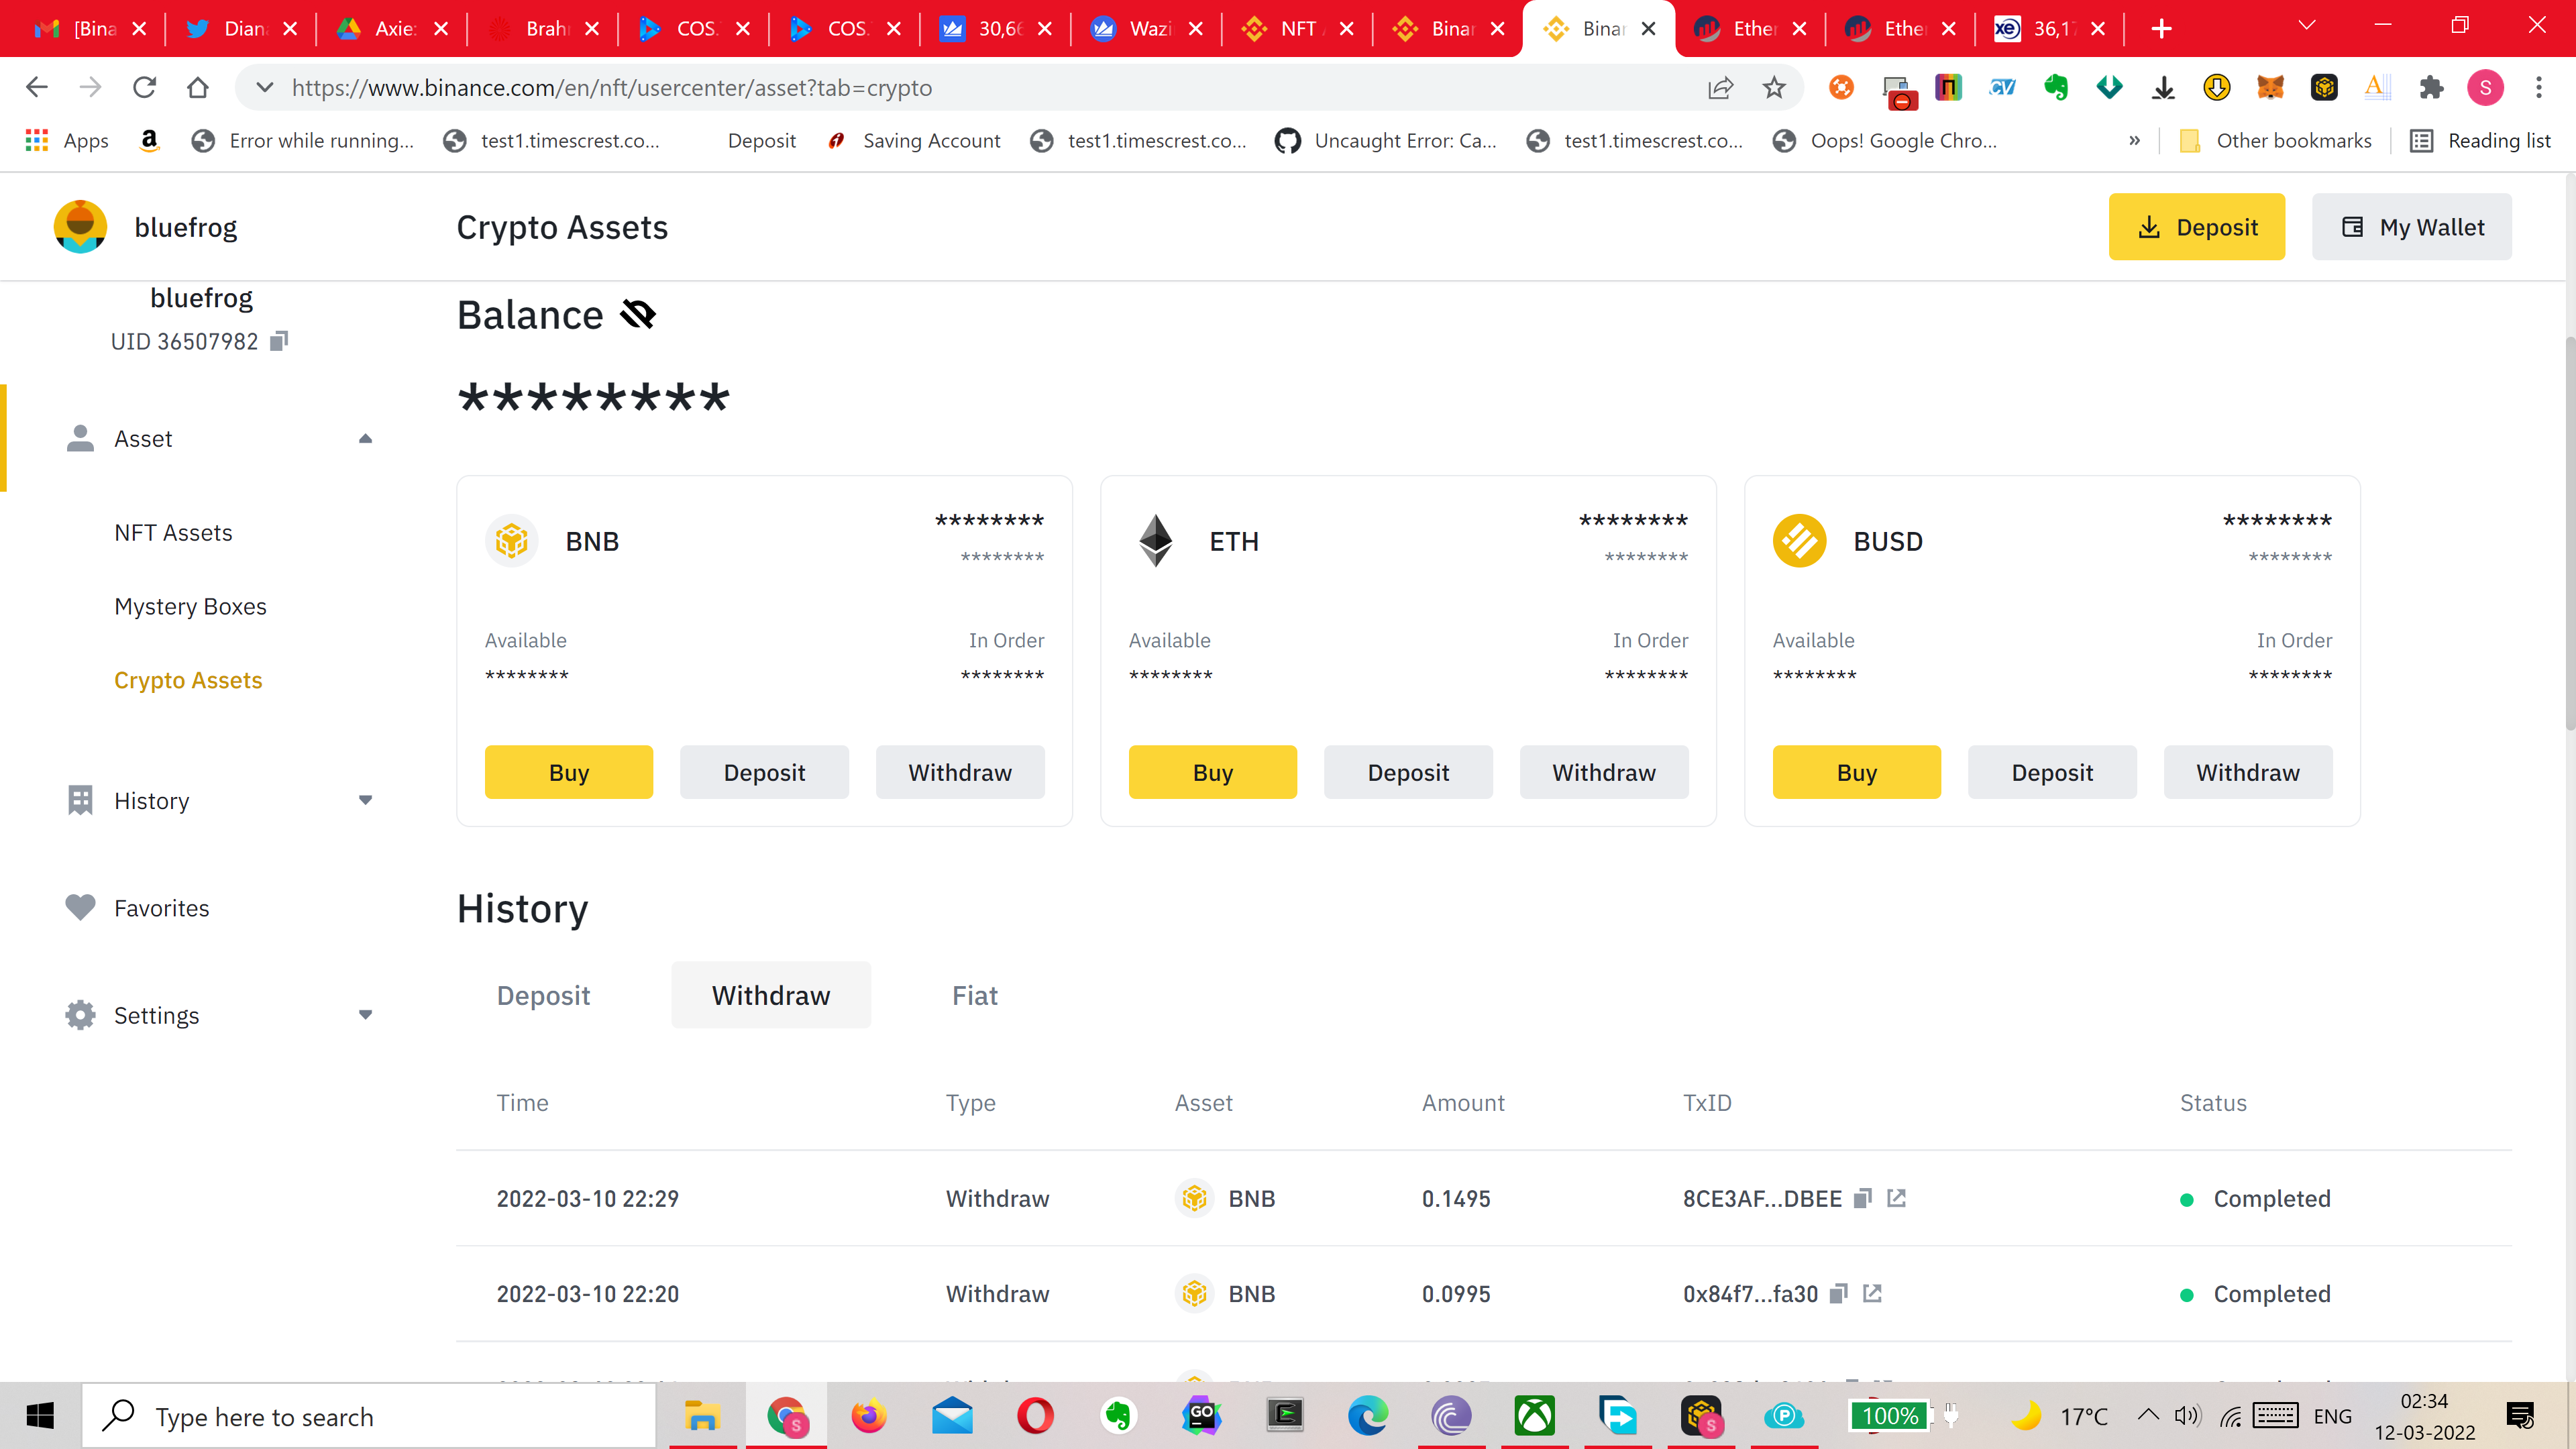 [Bina
Dian
Axie:
Brah
COS.
COS.
30,66
Wazi
NFT
Binar
Binar
Ether
Ether
36,17
https://www.binance.com/en/nft/usercenter/asset?tab=crypto
Apps
Error while running...
test1.timescrest.co...
Deposit
Saving Account
test1.timescrest.co...
Uncaught Error: Ca...
test1.timescrest.co...
Oops! Google Chro...
»
Other bookmarks
Reading list
bluefrog
Crypto Assets
Deposit
My Wallet
bluefrog
UID 36507982
Asset
NFT Assets
Mystery Boxes
Crypto Assets
History
Favorites
Settings
Balance
********
BNB
********
********
Available
In Order
********
********
Buy
Deposit
Withdraw
ETH
********
********
Available
In Order
********
********
Buy
Deposit
Withdraw
BUSD
********
********
Available
In Order
********
********
Buy
Deposit
Withdraw
History
Deposit
Withdraw
Fiat
Time Type Asset Amount TxID Status
2022-03-10 22:29 Withdraw BNB 0.1495 8CE3AF...DBEE Completed
2022-03-10 22:20 Withdraw BNB 0.0995 0x84f7...fa30 Completed
Type here to search
100%
17°C
ENG
02:34
12-03-2022